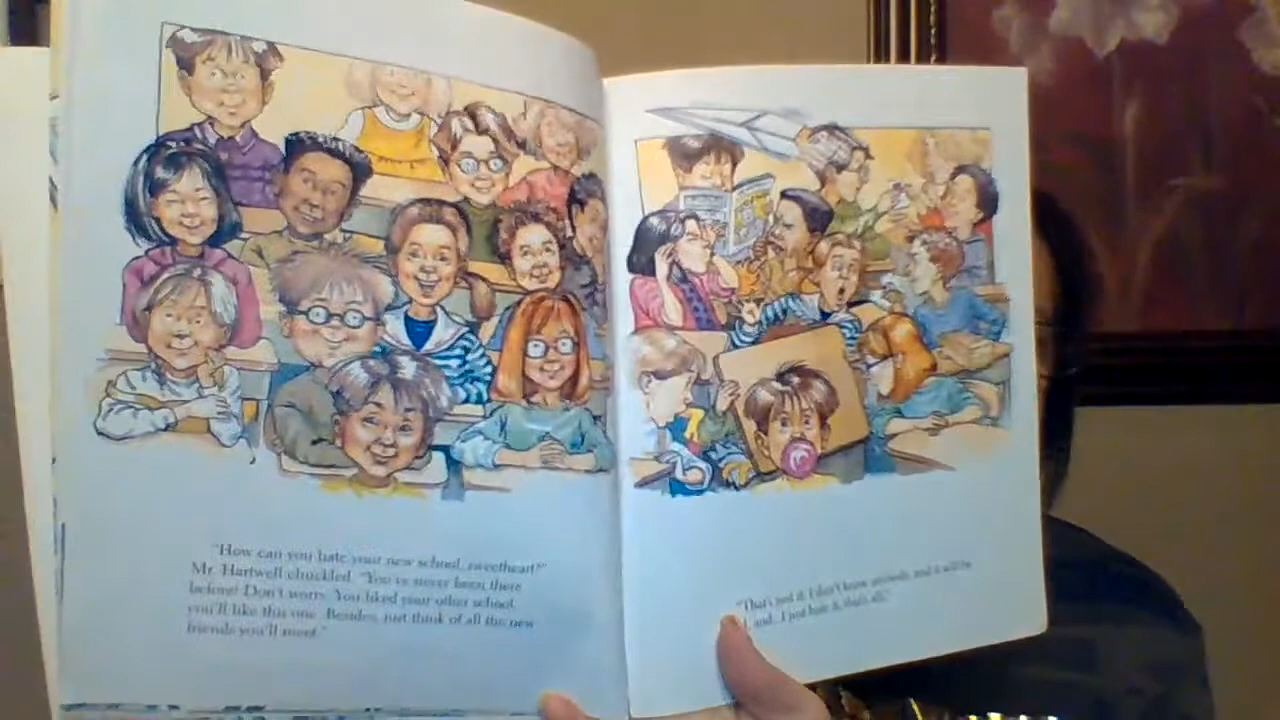 "How can you hate your new school, sweetheart?"
Mr. Hartwell chuckled. "You've never been there
before! Don't worry. You liked your other school,
you'll like this one. Besides, just think of all the new
friends you'll meet."
"That's just it. I don't know anybody, and it will be
and...I just hate it, that's all."